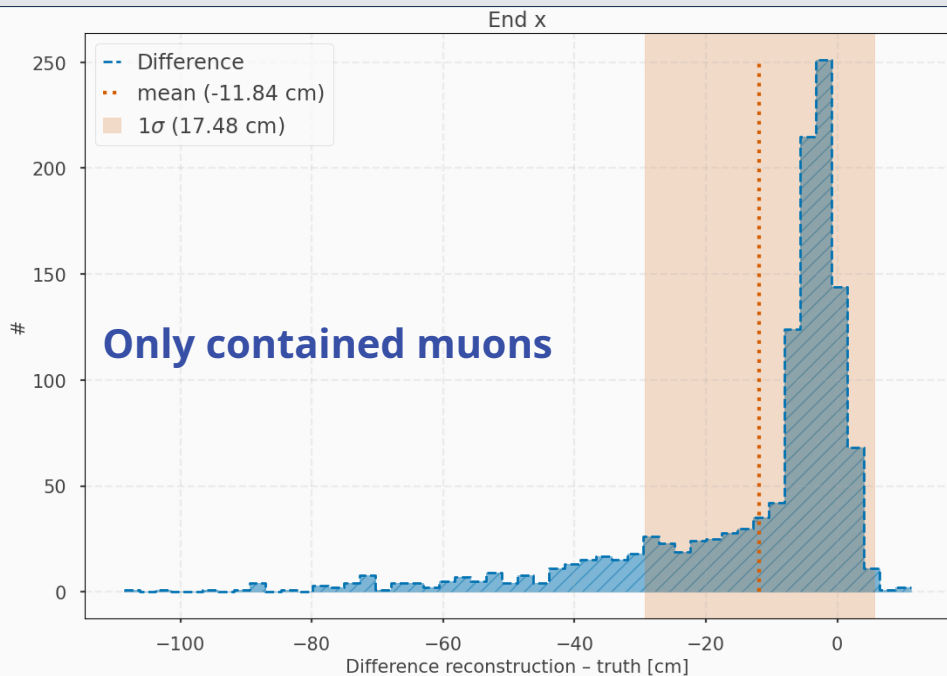 End x
Difference
mean (-11.84 cm)
1σ (17.48 cm)
250
200
150
100
50
0
#
Only contained muons
−100
−80
−60
−40
−20
0
Difference reconstruction – truth [cm]